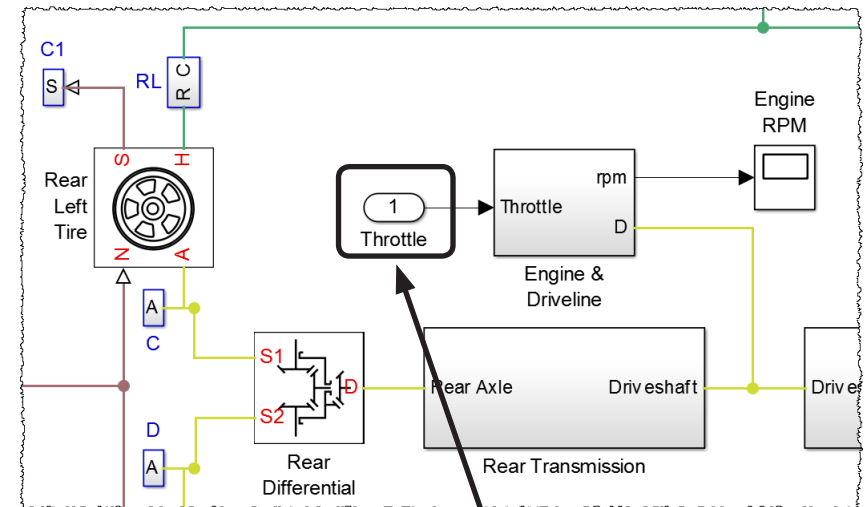 C1
S
RL
R C
Engine
RPM
S
H
Rear
Left
Tire
N
A
1
Throttle
Throttle
rpm
D
Engine &
Driveline
A
C
S1
S2
D
Rear Axle
Driveshaft
Drives
D
A
Rear
Differential
Rear Transmission